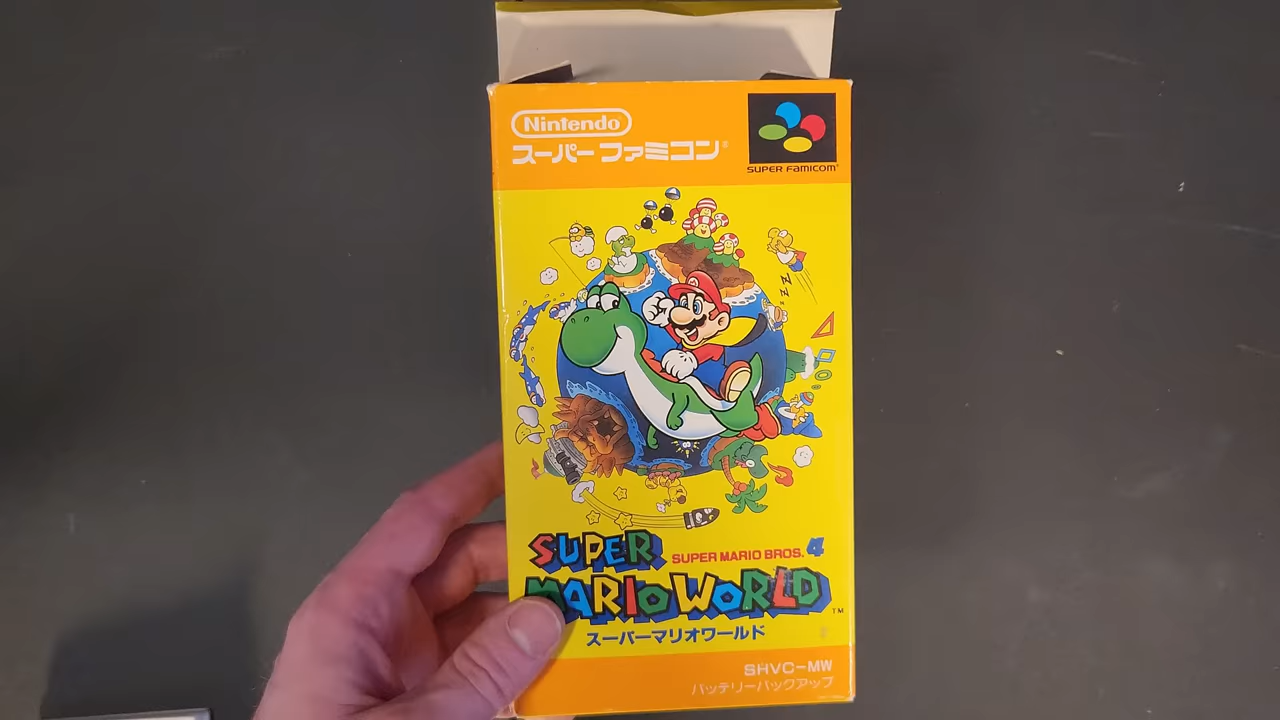 Nintendo
スーパーファミコン
SUPER FAMICOM
Z
Z
Z
SUPER
SUPER MARIO BROS. 4
MARIO WORLD TM
スーパーマリオワールド
SHVC-MW
バッテリーバックアップ